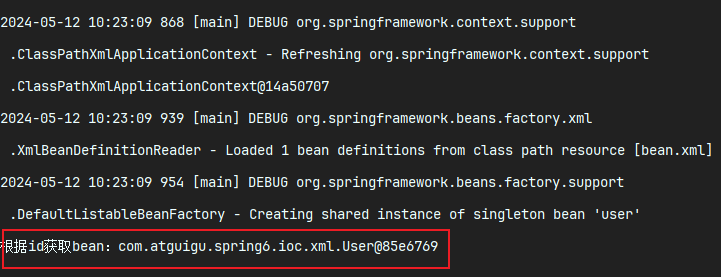 2024-05-12 10:23:09 868 [main] DEBUG org.springframework.context.support
.ClassPathXmlApplicationContext - Refreshing org.springframework.context.support
.ClassPathXmlApplicationContext@14a50707
2024-05-12 10:23:09 939 [main] DEBUG org.springframework.beans.factory.xml
.XmlBeanDefinitionReader - Loaded 1 bean definitions from class path resource [bean.xml]
2024-05-12 10:23:09 954 [main] DEBUG org.springframework.beans.factory.support
.DefaultListableBeanFactory - Creating shared instance of singleton bean 'user'
根据id获取bean：com.atguigu.spring6.ioc.xml.User@85e6769